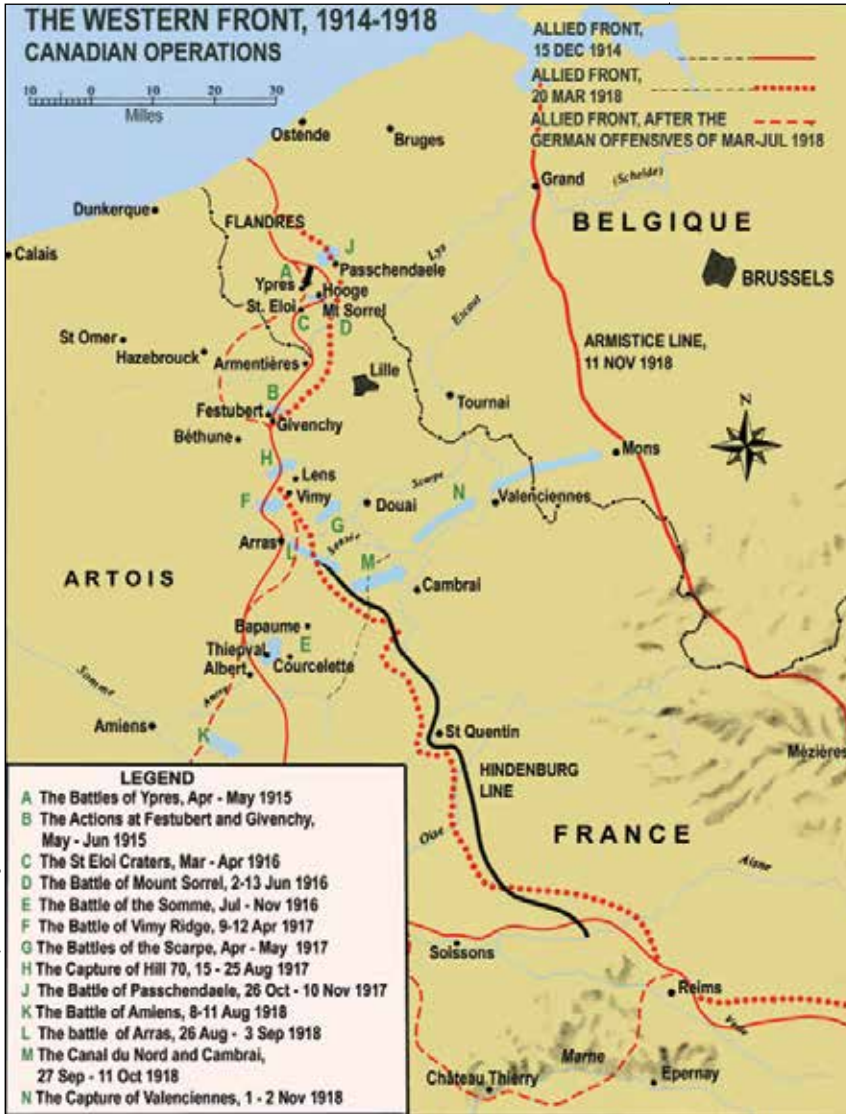 THE WESTERN FRONT, 1914-1918
CANADIAN OPERATIONS
10 0 10 20 30
Milles
ALLIED FRONT,
15 DEC 1914
ALLIED FRONT,
20 MAR 1918
ALLIED FRONT, AFTER THE
GERMAN OFFENSIVES OF MAR-JUL 1918
Ostende
Bruges
Grand
(Schelde)
Dunkerque
FLANDRES
BELGIQUE
Calais
J
Lys
A
Passchendaele
Ypres
Hooge
BRUSSELS
St. Eloi
Mt Sorrel
C
D
Escaut
St Omer
Hazebrouck
Armentières
ARMISTICE LINE,
11 NOV 1918
Lille
B
Tournai
N
Festubert
Givenchy
Béthune
Mons
H
Lens
Scarpe
N
Vimy
Douai
Valenciennes
F
G
Arras
L
M
ARTOIS
Cambrai
Bapaume
E
Thiepval
Courcelette
Albert
Somme
Amiens
K
St Quentin
HINDENBURG
LINE
Mézières
FRANCE
Oise
Aisne
Soissons
Reims
Marne
Château Thierry
Epernay
LEGEND
A The Battles of Ypres, Apr - May 1915
B The Actions at Festubert and Givenchy,
May - Jun 1915
C The St Eloi Craters, Mar - Apr 1916
D The Battle of Mount Sorrel, 2-13 Jun 1916
E The Battle of the Somme, Jul - Nov 1916
F The Battle of Vimy Ridge, 9-12 Apr 1917
G The Battles of the Scarpe, Apr - May 1917
H The Capture of Hill 70, 15 - 25 Aug 1917
J The Battle of Passchendaele, 26 Oct - 10 Nov 1917
K The Battle of Amiens, 8-11 Aug 1918
L The battle of Arras, 26 Aug - 3 Sep 1918
M The Canal du Nord and Cambrai,
27 Sep - 11 Oct 1918
N The Capture of Valenciennes, 1 - 2 Nov 1918